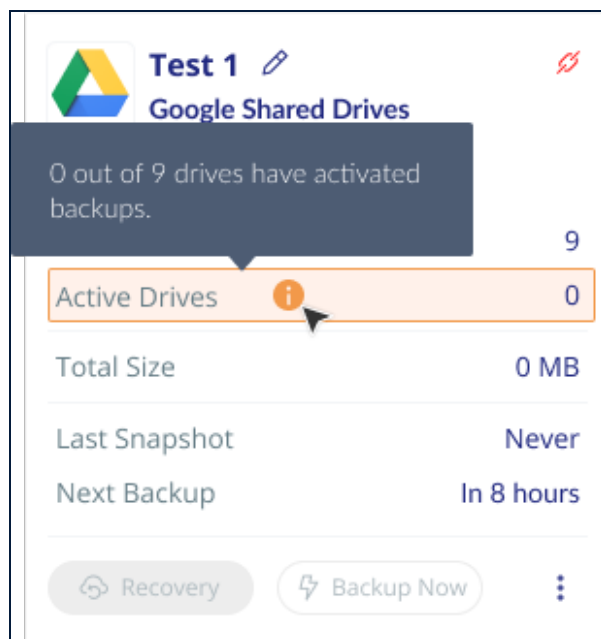 Test 1
Google Shared Drives
0 out of 9 drives have activated
backups.
9
Active Drives 0
Total Size 0 MB
Last Snapshot Never
Next Backup In 8 hours
Recovery Backup Now